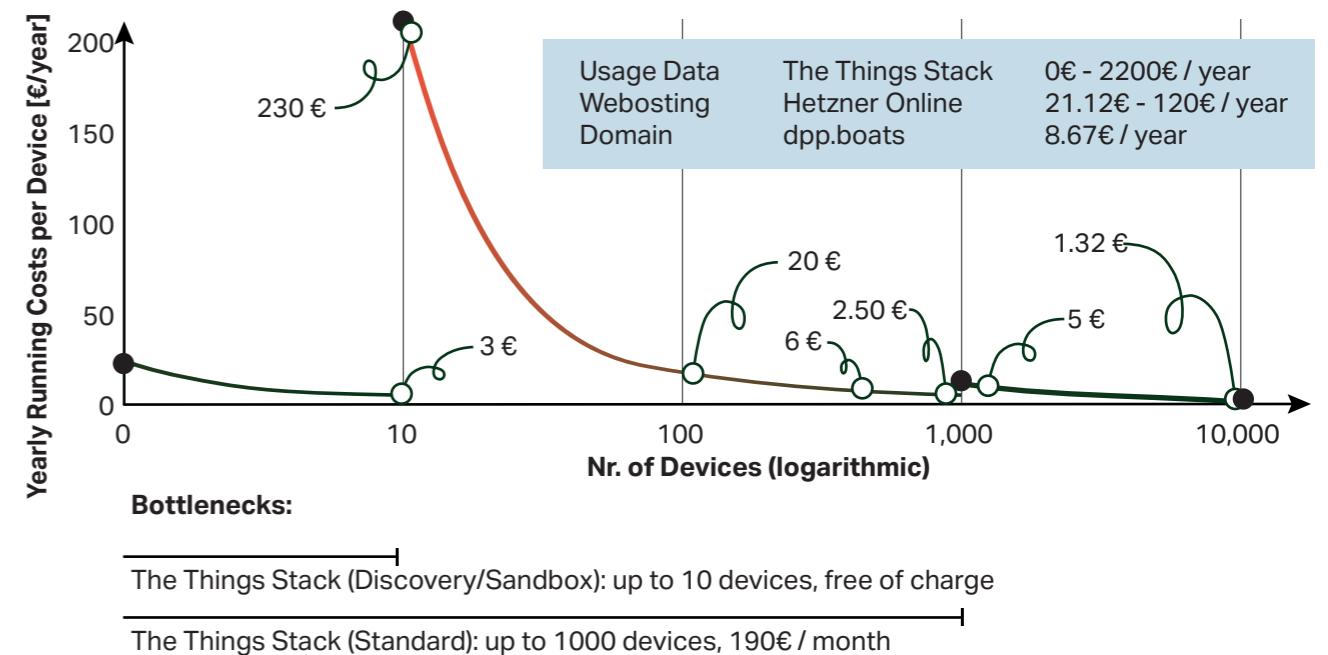 Yearly Running Costs per Device [€/year]
200
150
100
50
0
230 €
3 €
20 €
6 €
2.50 €
5 €
1.32 €
Usage Data The Things Stack 0€ - 2200€ / year
Webosting Hetzner Online 21.12€ - 120€ / year
Domain dpp.boats 8.67€ / year
0 10 100 1,000 10,000
Nr. of Devices (logarithmic)
Bottlenecks:
The Things Stack (Discovery/Sandbox): up to 10 devices, free of charge
The Things Stack (Standard): up to 1000 devices, 190€ / month